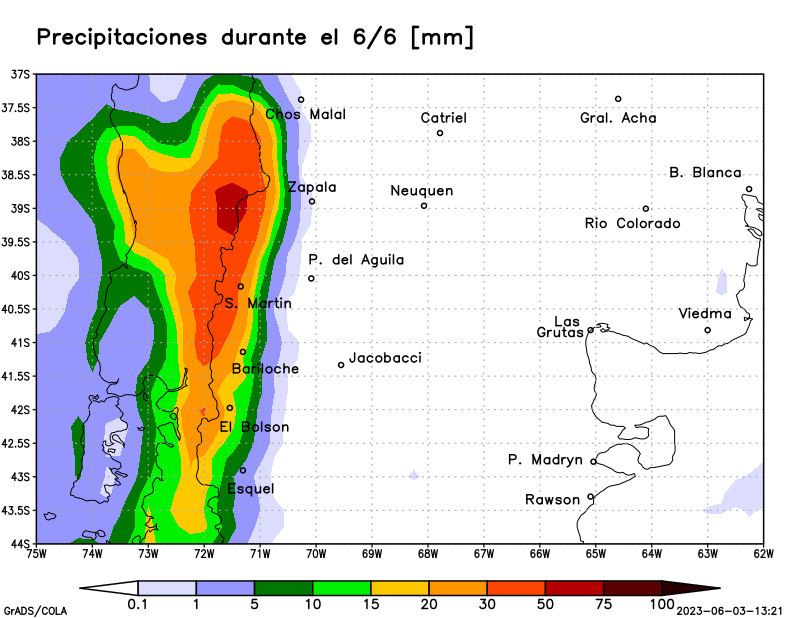 Precipitaciones durante el 6/6 [mm]
37S
37.5S
38S
38.5S
39S
39.5S
40S
40.5S
41S
41.5S
42S
42.5S
43S
43.5S
44S
Chos Malal
Catriel
Gral. Acha
B. Blanca
Zapala
Neuquen
Rio Colorado
P. del Aguila
S. Martin
Viedma
Las
Grutas
Bariloche
Jacobacci
El Bolson
P. Madryn
Esquel
Rawson
75W 74W 73W 72W 71W 70W 69W 68W 67W 66W 65W 64W 63W 62W
0.1 1 5 10 15 20 30 50 75 100
GrADS/COLA
2023-06-03-13:21